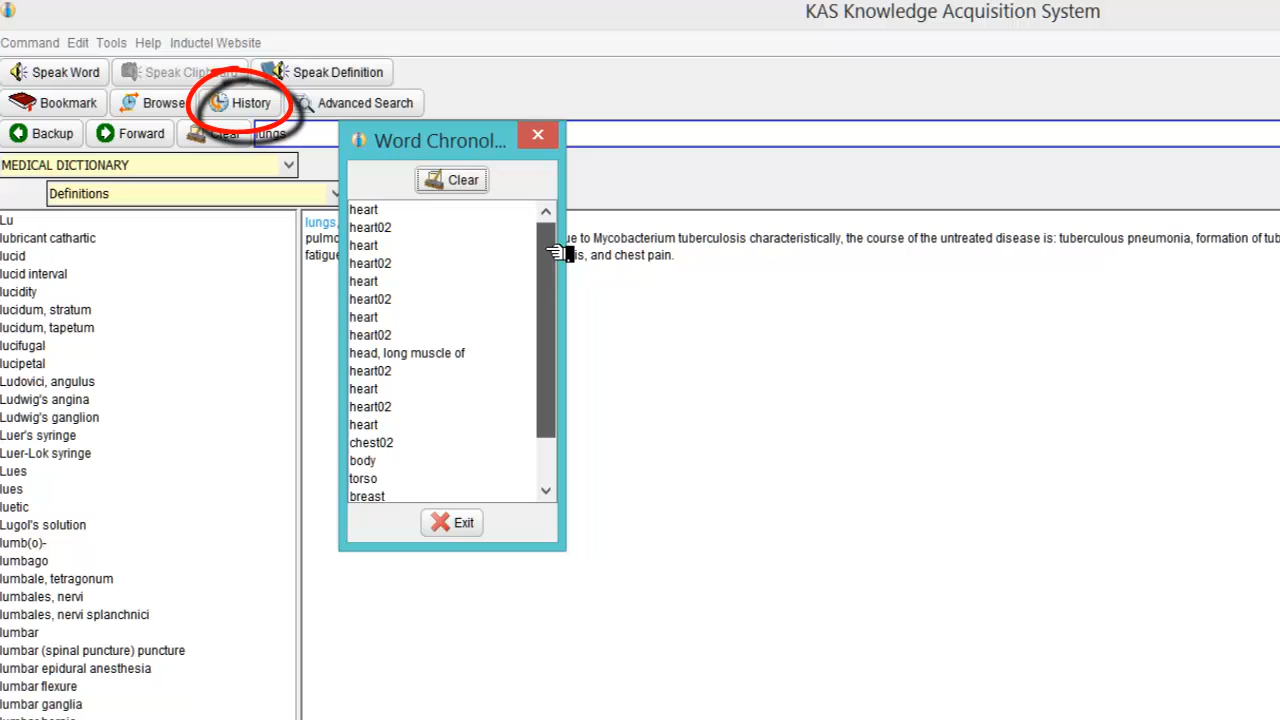 KAS Knowledge Acquisition System
Command Edit Tools Help Inductel Website
Speak Word Speak Clip Speak Definition
Bookmark Browse History Advanced Search
Backup Forward Clear lungs
Word Chronol...
MEDICAL DICTIONARY
Clear
Definitions
heart
heart02
heart
heart02
heart
heart02
heart
heart02
head, long muscle of
heart02
heart
heart02
heart
chest02
body
torso
breast
Exit
Lu
lubricant cathartic
lucid
lucid interval
lucidity
lucidum, stratum
lucidum, tapetum
lucifugal
lucipetal
Ludovici, angulus
Ludwig's angina
Ludwig's ganglion
Luer's syringe
Luer-Lok syringe
Lues
lues
luetic
Lugol's solution
lumb(o)-
lumbago
lumbale, tetragonum
lumbales, nervi
lumbales, nervi splanchnici
lumbar
lumbar (spinal puncture) puncture
lumbar epidural anesthesia
lumbar flexure
lumbar ganglia
lungs,
pulmo ue to Mycobacterium tuberculosis characteristically, the course of the untreated disease is: tuberculous pneumonia, formation of tub
fatigue is, and chest pain.